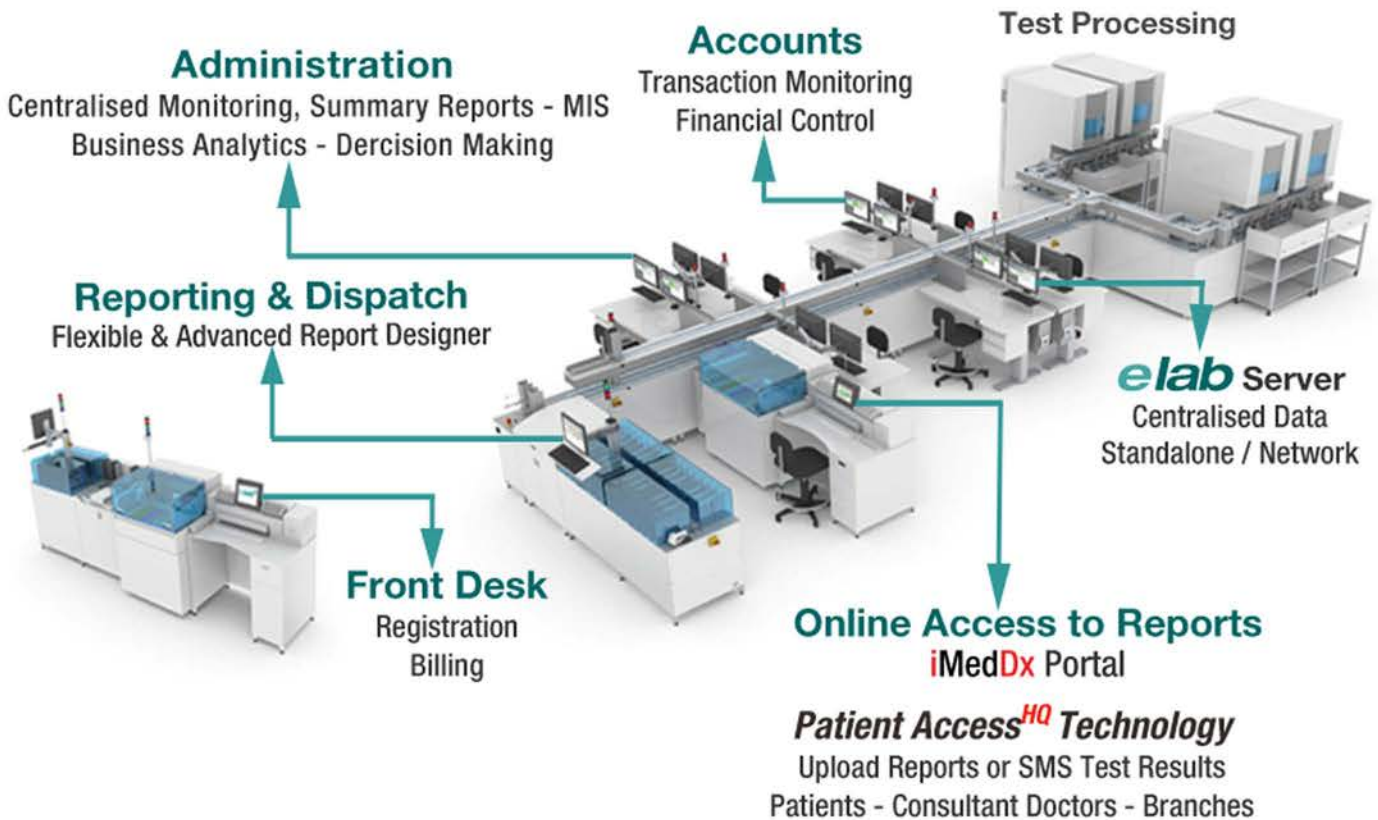 Test Processing
Accounts
Transaction Monitoring
Financial Control
Administration
Centralised Monitoring, Summary Reports - MIS
Business Analytics - Dercision Making
Reporting & Dispatch
Flexible & Advanced Report Designer
elab Server
Centralised Data
Standalone / Network
Front Desk
Registration
Billing
Online Access to Reports
iMedDx Portal
Patient AccessHQ Technology
Upload Reports or SMS Test Results
Patients - Consultant Doctors - Branches